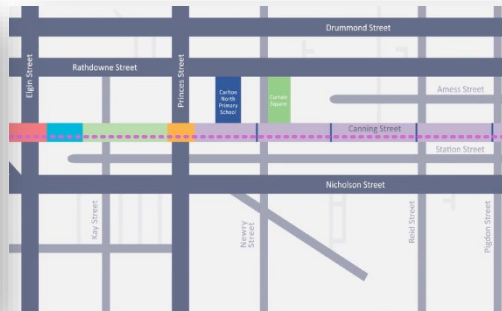 Drummond Street
Rathdowne Street
Elgin Street
Princes Street
Carlton
North
Primary
School
Curtain
Square
Amess Street
Canning Street
Station Street
Nicholson Street
Kay Street
Newry
Street
Reid Street
Pigdon Street